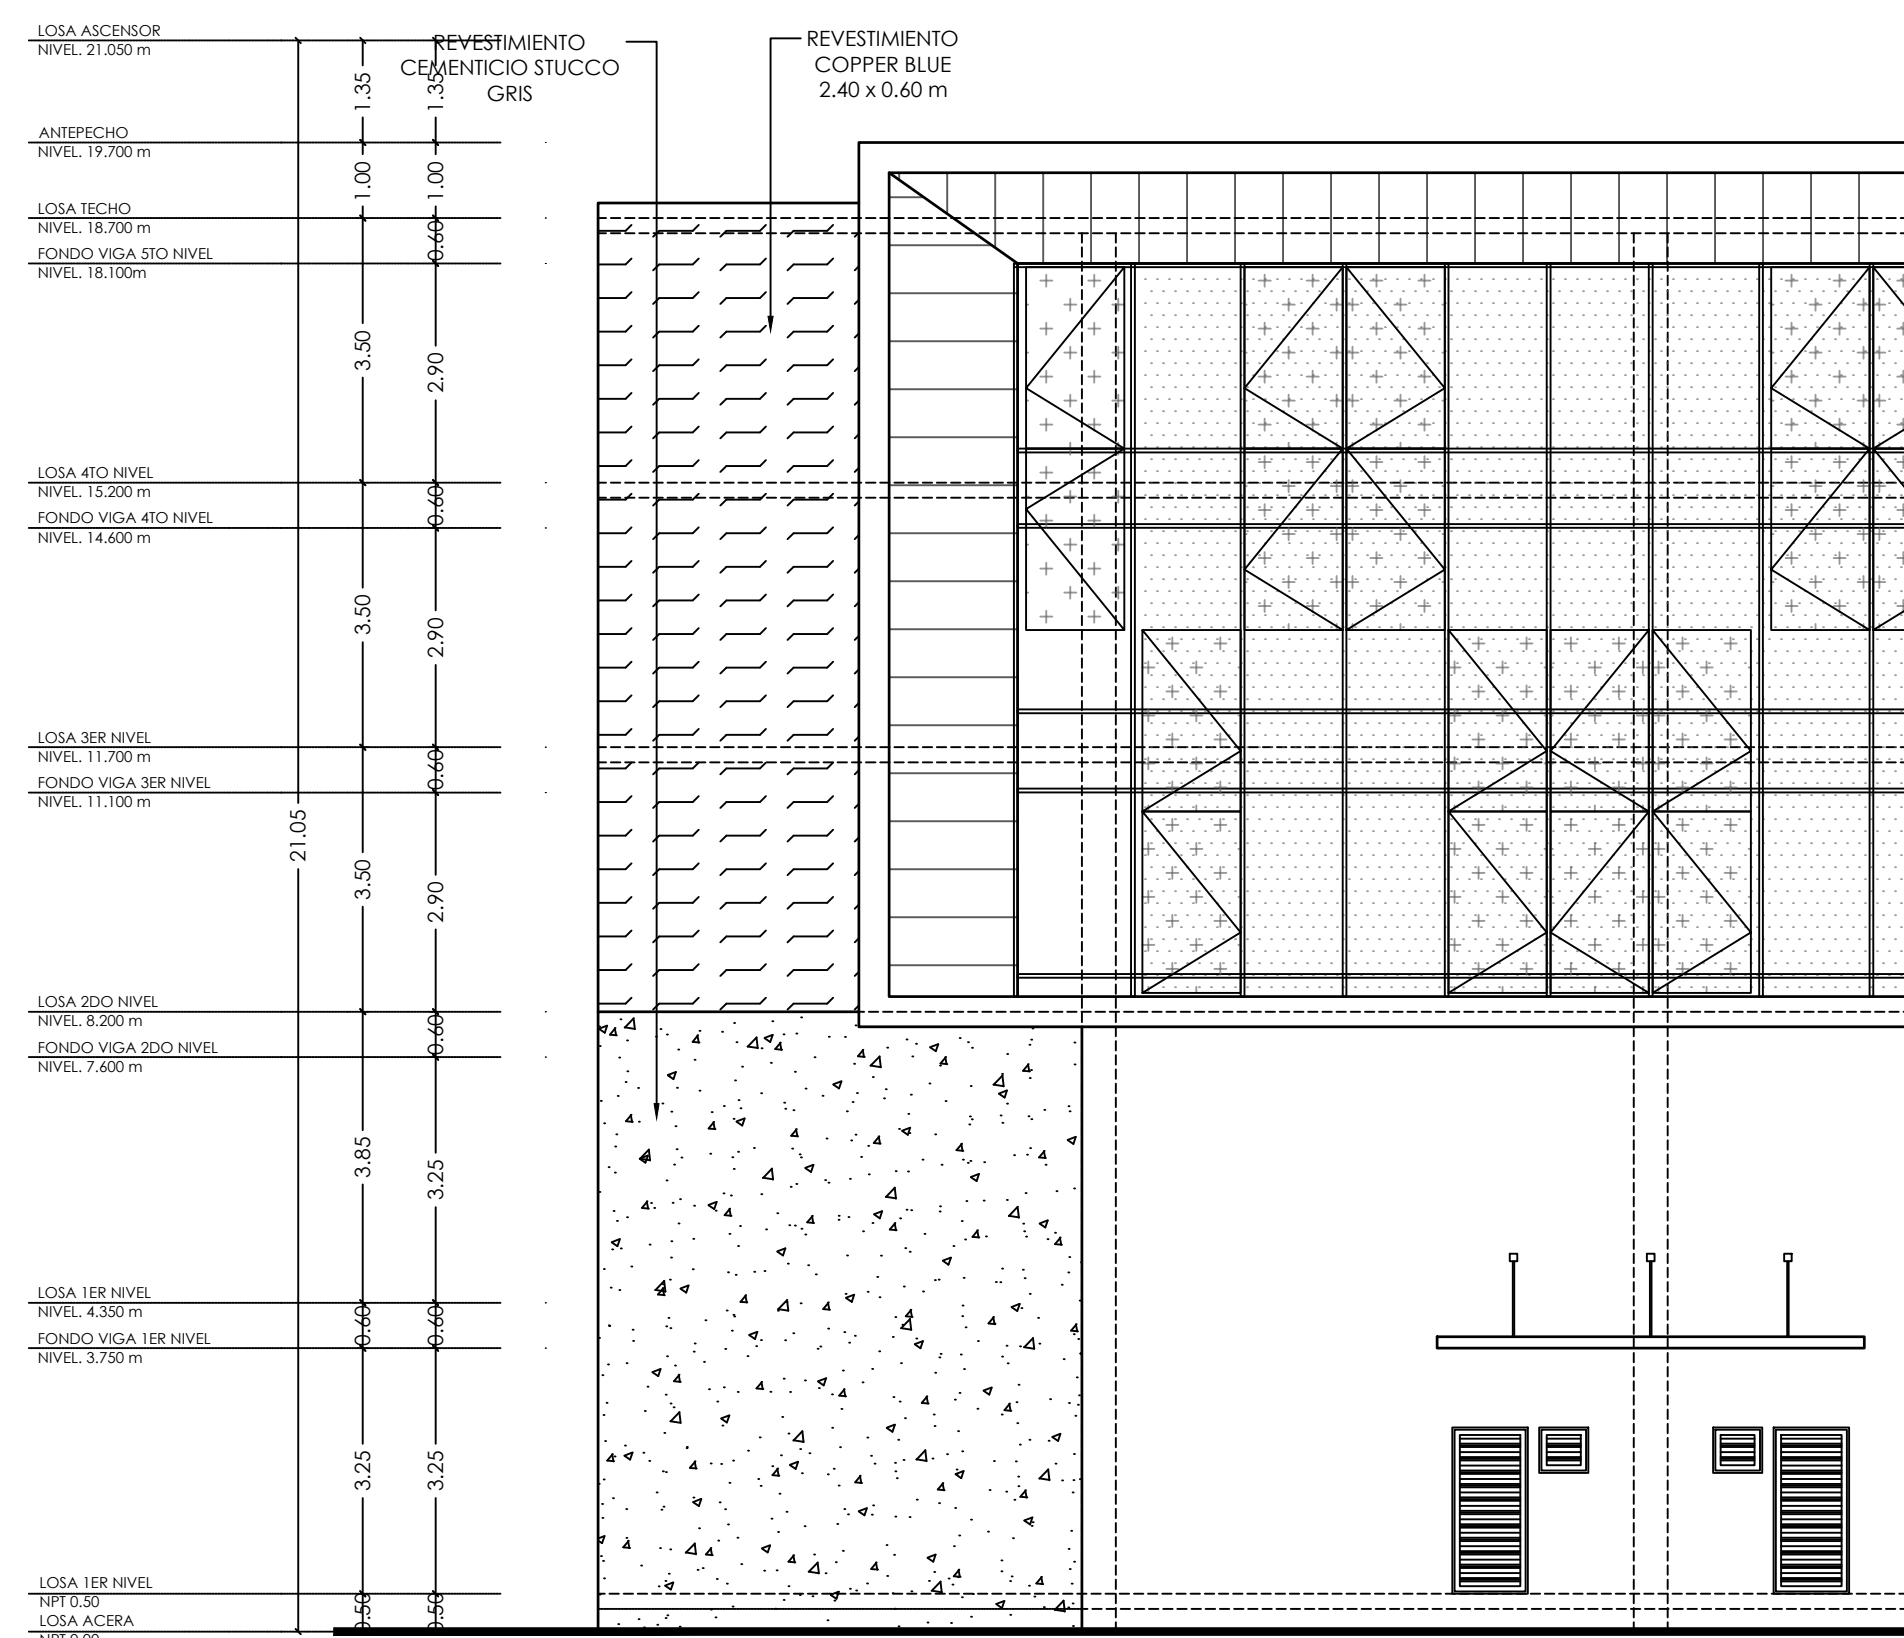 LOSA ASCENSOR
NIVEL. 21.050 m
REVESTIMIENTO
CEMENTICIO STUCCO
GRIS
REVESTIMIENTO
COPPER BLUE
2.40 x 0.60 m
1.35
1.35
ANTEPECHO
NIVEL. 19.700 m
1.00
1.00
LOSA TECHO
NIVEL. 18.700 m
0.60
FONDO VIGA 5TO NIVEL
NIVEL. 18.100m
3.50
2.90
LOSA 4TO NIVEL
NIVEL. 15.200 m
0.60
FONDO VIGA 4TO NIVEL
NIVEL. 14.600 m
3.50
2.90
LOSA 3ER NIVEL
NIVEL. 11.700 m
0.60
FONDO VIGA 3ER NIVEL
NIVEL. 11.100 m
21.05
3.50
2.90
LOSA 2DO NIVEL
NIVEL. 8.200 m
0.60
FONDO VIGA 2DO NIVEL
NIVEL. 7.600 m
3.85
3.25
LOSA 1ER NIVEL
NIVEL. 4.350 m
0.60
0.60
FONDO VIGA 1ER NIVEL
NIVEL. 3.750 m
3.25
3.25
LOSA 1ER NIVEL
NPT 0.50
0.50
0.50
LOSA ACERA
NPT 0.00